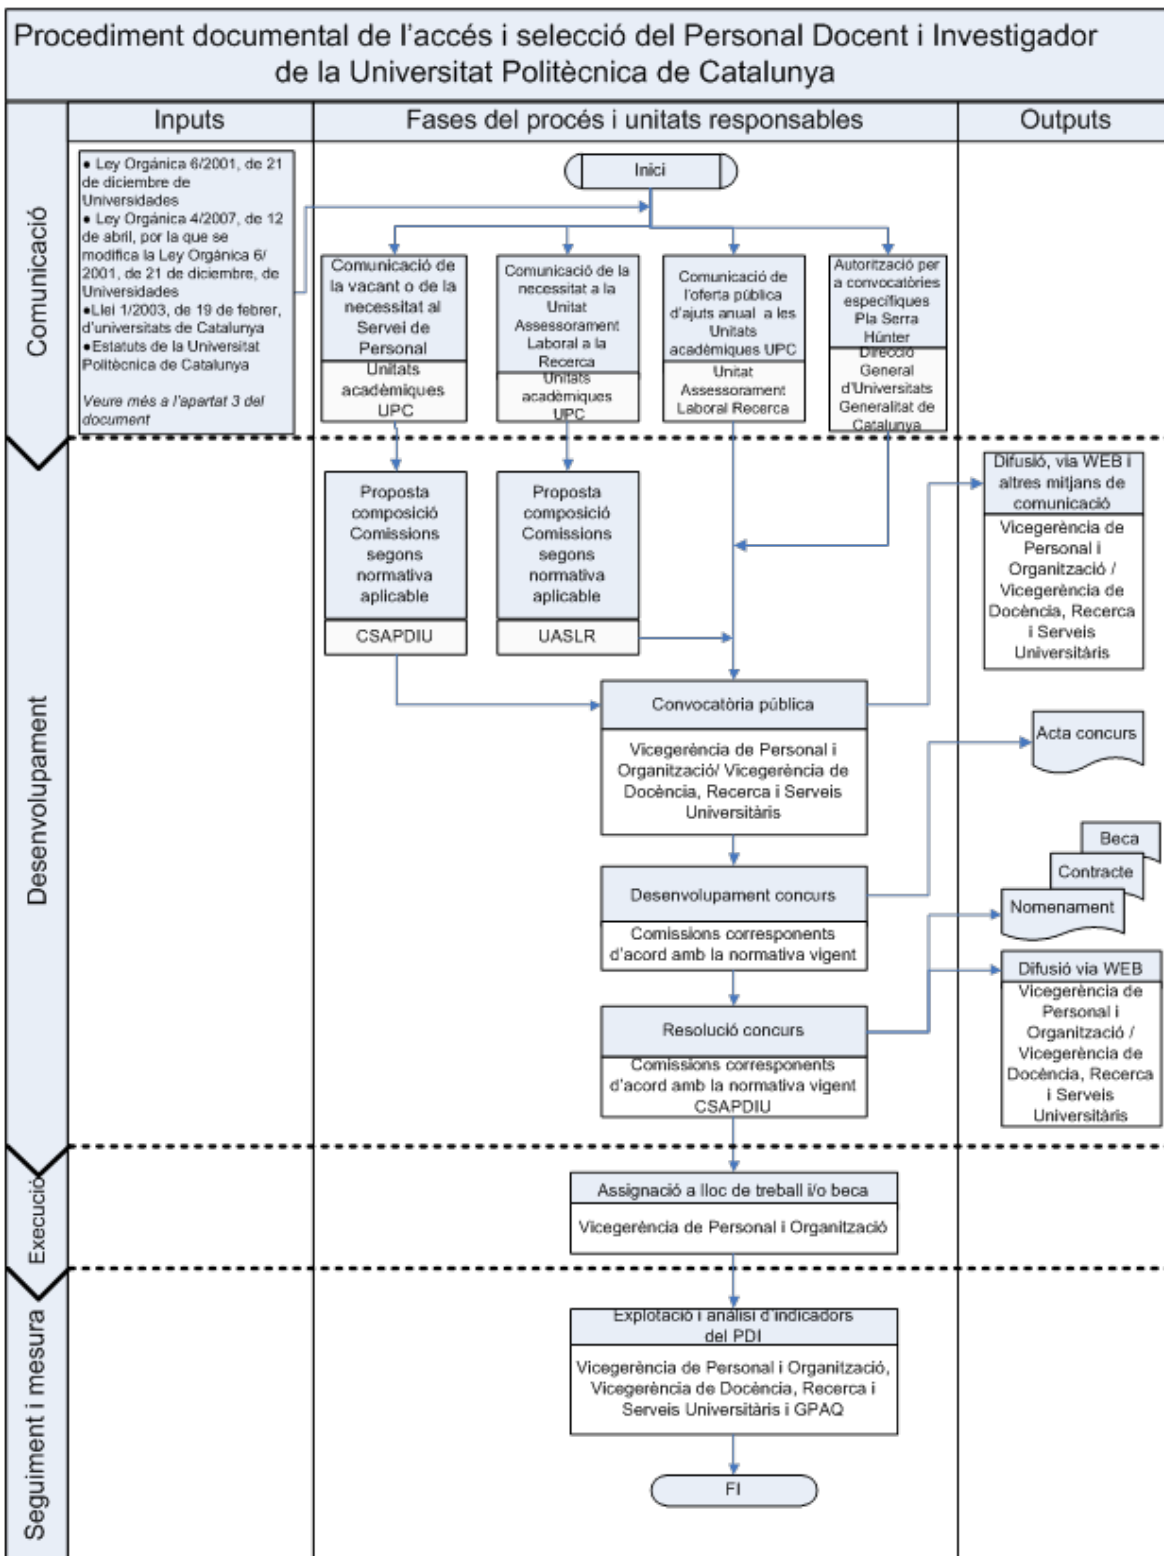 Procediment documental de l’accés i selecció del Personal Docent i Investigador
de la Universitat Politècnica de Catalunya
Inputs
Fases del procés i unitats responsables
Outputs
Comunicació
● Ley Orgánica 6/2001, de 21
de diciembre de
Universidades
● Ley Orgánica 4/2007, de 12
de abril, por la que se
modifica la Ley Orgánica 6/
2001, de 21 de diciembre, de
Universidades
●Llei 1/2003, de 19 de febrer,
d’universitats de Catalunya
●Estatuts de la Universitat
Politècnica de Catalunya
Veure més a l’apartat 3 del
document
Inici
Comunicació de
la vacant o de la
necessitat al
Servei de
Personal
Unitats
acadèmiques
UPC
Comunicació de la
necessitat a la
Unitat
Assessorament
Laboral a la
Recerca
Unitats
acadèmiques
UPC
Comunicació de
l’oferta pública
d’ajuts anual a les
Unitats
acadèmiques UPC
Unitat
Assessorament
Laboral Recerca
Autorització per
a convocatòries
específiques
Pla Serra
Húnter
Direcció
General
d’Universitats
Generalitat de
Catalunya
Desenvolupament
Proposta
composició
Comissions
segons
normativa
aplicable
CSAPDIU
Proposta
composició
Comissions
segons
normativa
aplicable
UASLR
Difusió, via WEB i
altres mitjans de
comunicació
Vicegerència de
Personal i
Organització /
Vicegerència de
Docència, Recerca
i Serveis
Universitàris
Convocatòria pública
Vicegerència de Personal i
Organització/ Vicegerència de
Docència, Recerca i Serveis
Universitàris
Acta concurs
Desenvolupament concurs
Comissions corresponents
d’acord amb la normativa vigent
Beca
Contracte
Nomenament
Resolució concurs
Comissions corresponents
d’acord amb la normativa vigent
CSAPDIU
Difusió via WEB
Vicegerència de
Personal i
Organització /
Vicegerència de
Docència, Recerca
i Serveis
Universitàris
Execució
Assignació a lloc de treball i/o beca
Vicegerència de Personal i Organització
Seguiment i mesura
Explotació i anàlisi d’indicadors
del PDI
Vicegerència de Personal i Organització,
Vicegerència de Docència, Recerca i
Serveis Universitàris i GPAQ
FI